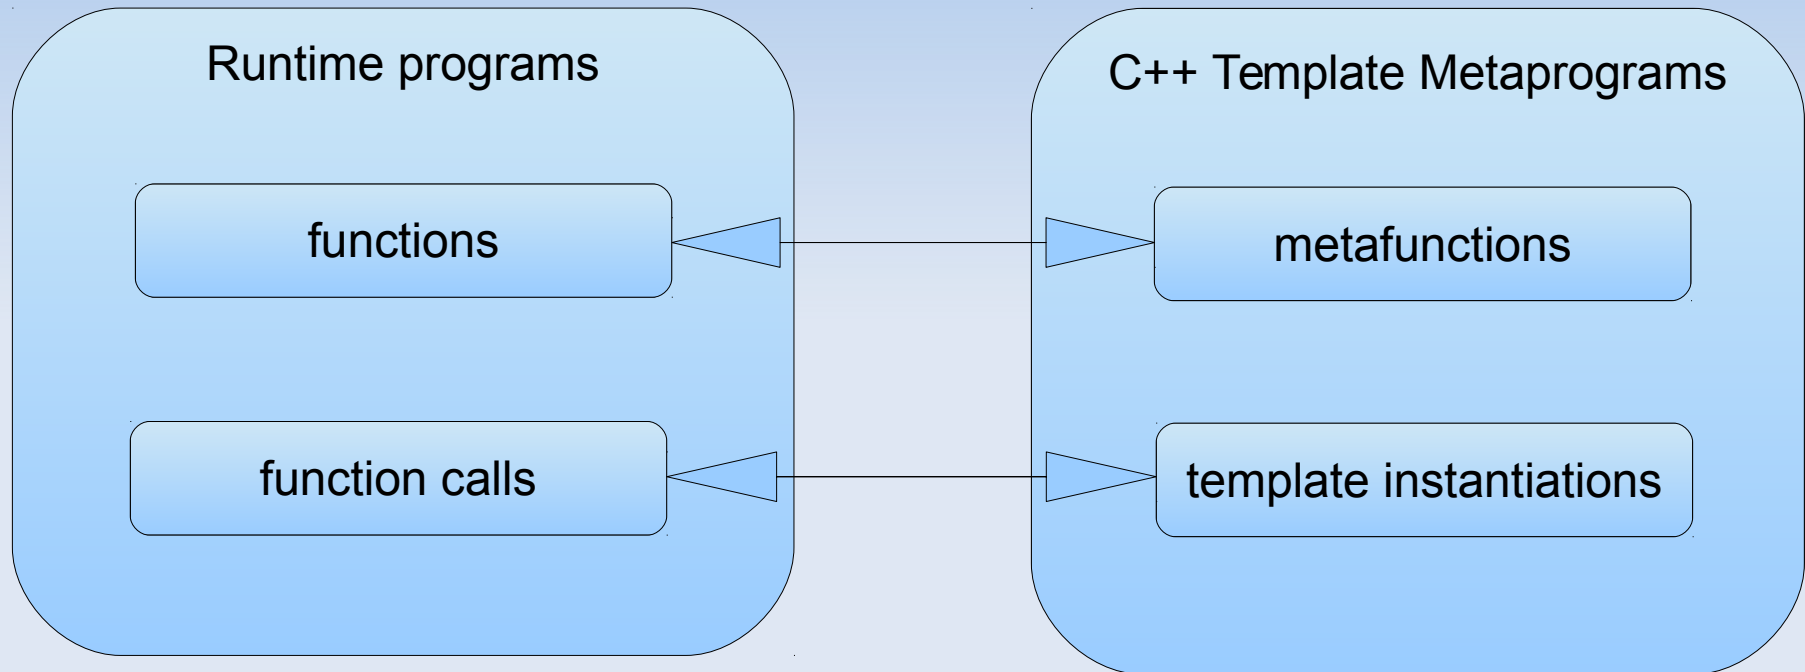 Runtime programs
C++ Template Metaprograms
functions
metafunctions
function calls
template instantiations